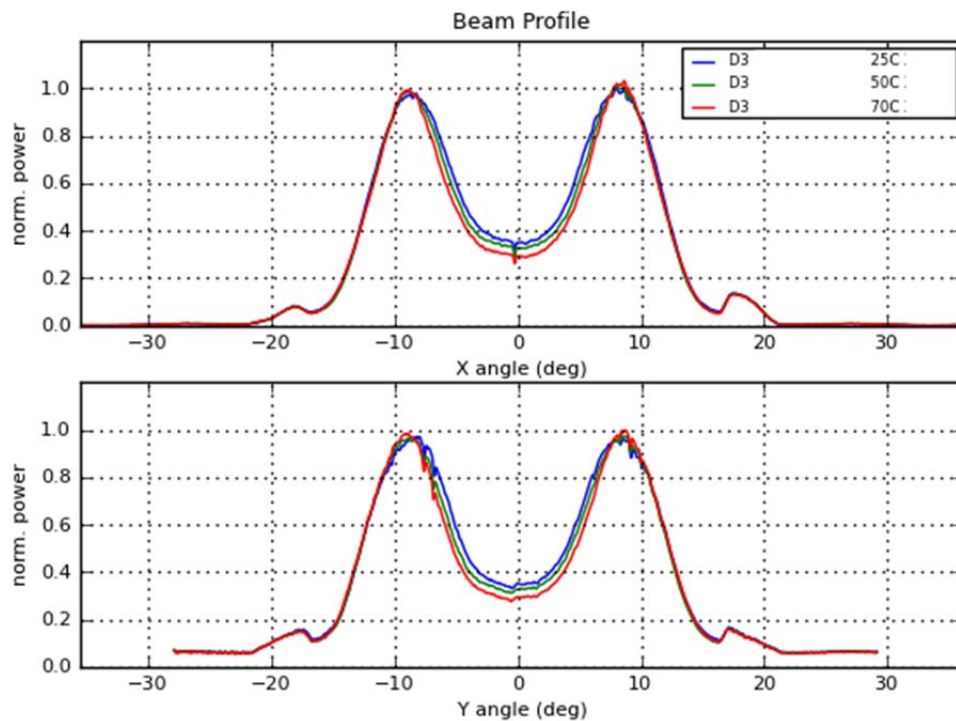 Beam Profile
D3 25C :
D3 50C :
D3 70C :
norm. power
1.0
0.8
0.6
0.4
0.2
0.0
−30 −20 −10 0 10 20 30
X angle (deg)
norm. power
1.0
0.8
0.6
0.4
0.2
0.0
−30 −20 −10 0 10 20 30
Y angle (deg)